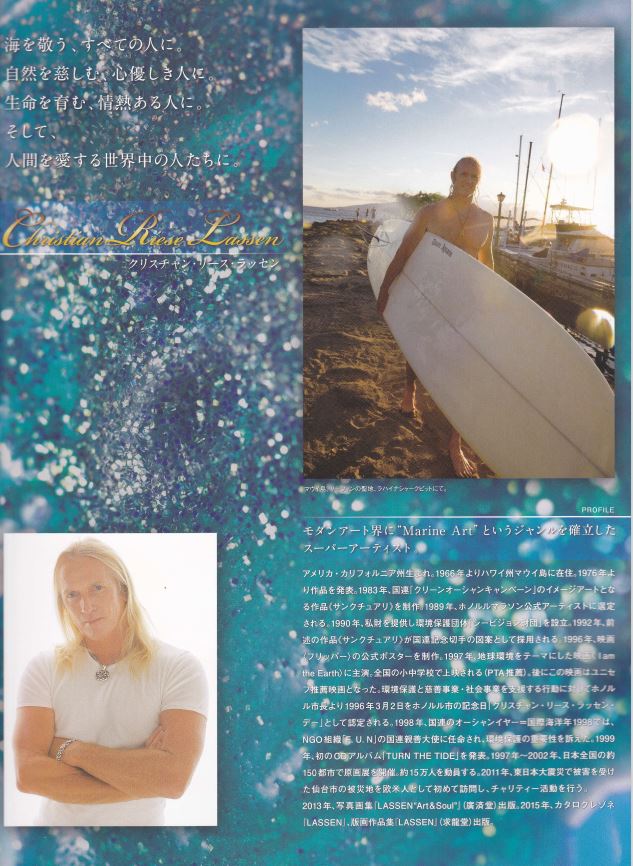 海を敬う、すべての人に。
自然を慈しむ、心優しき人に。
生命を育む、情熱ある人に。
そして、
人間を愛する世界中の人たちに。
Christian Riese Lassen
クリスチャン・リース・ラッセン
マウイ島、サーファンの聖地、ラハイナシャークピットにて。
PROFILE
モダンアート界に“Marine Art”というジャンルを確立した
スーパーアーティスト
アメリカ・カリフォルニア州生まれ。1966年よりハワイ州マウイ島に在住。1976年よ
り作品を発表。1983年、国連「クリーンオーシャンキャンペーン」のイメージアートとな
る作品〈サンクチュアリ〉を制作。1989年、ホノルルマラソン公式アーティストに選定
される。1990年、私財を提供し環境保護団体「シービジョン財団」を設立。1992年、前
述の作品〈サンクチュアリ〉が国連記念切手の図案として採用される。1996年、映画
〈フリッパー〉の公式ポスターを制作。1997年、地球環境をテーマにした映画〈I am
the Earth〉に主演。全国の小中学校で上映される（PTA推薦）。後にこの映画はユニセ
フ推薦映画となった。環境保護と慈善事業・社会事業を支援する行動に対してホノル
ル市長より1996年3月2日をホノルル市の記念日「クリスチャン・リース・ラッセン・
デー」として認定される。1998年、国連のオーシャンイヤー＝国際海洋年1998では、
NGO組織「F. U. N」の国連親善大使に任命され、環境保護の重要性を訴えた。1999
年、初のCDアルバム「TURN THE TIDE」を発表。1997年～2002年、日本全国の約
150都市で原画展を開催。約15万人を動員する。2011年、東日本大震災で被害を受け
た仙台市の被災地を欧米人として初めて訪問し、チャリティー活動を行う。
2013年、写真画集「LASSEN"Art&Soul"」（廣済堂）出版。2015年、カタログレゾネ
「LASSEN」、版画作品集「LASSEN」（求龍堂）出版。